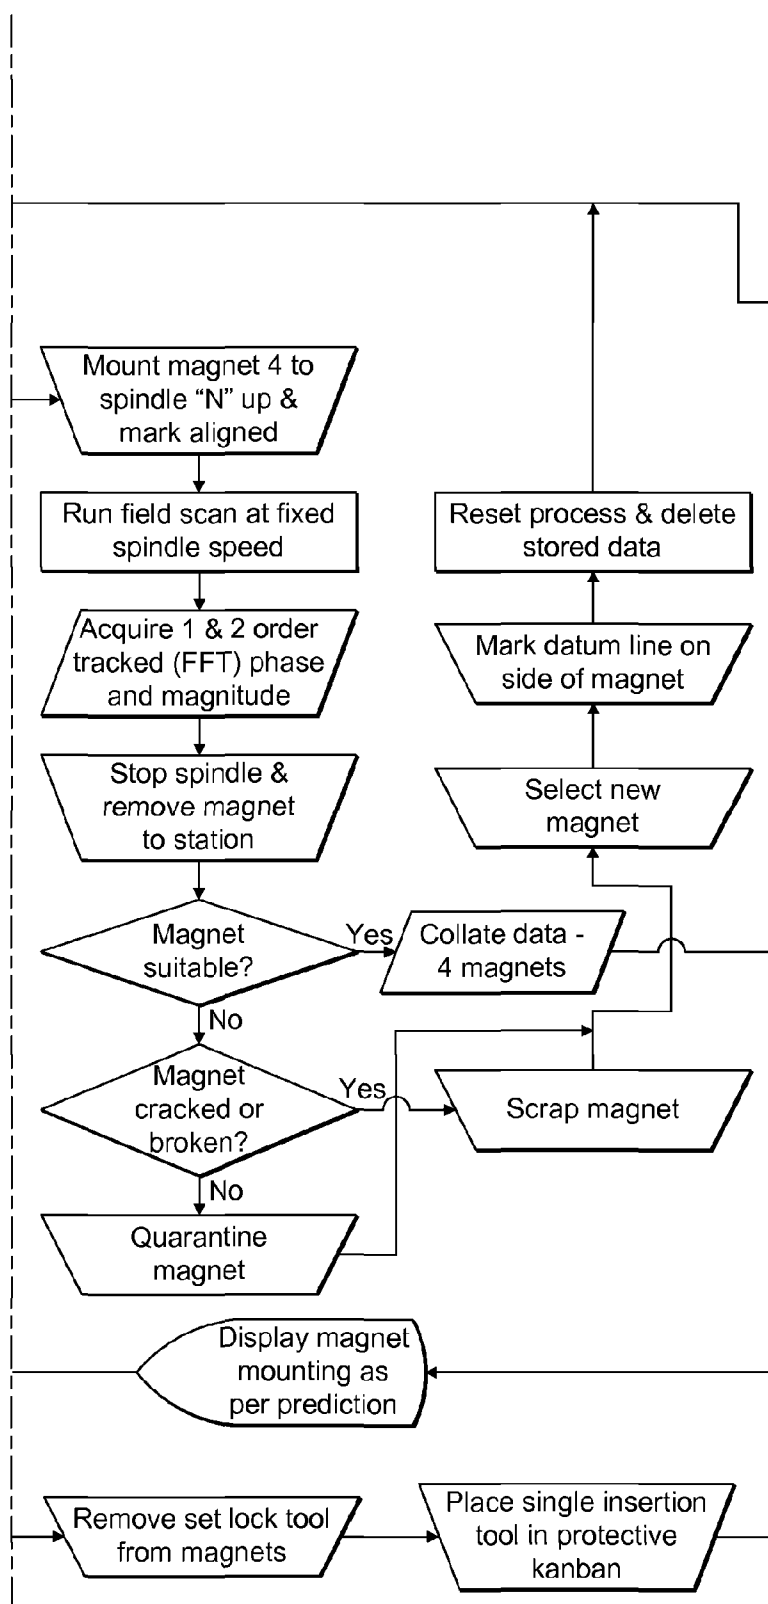 Mount magnet 4 to
spindle “N” up &
mark aligned
Run field scan at fixed
spindle speed
Reset process & delete
stored data
Acquire 1 & 2 order
tracked (FFT) phase
and magnitude
Mark datum line on
side of magnet
Stop spindle &
remove magnet
to station
Select new
magnet
Magnet
suitable?
Yes
Collate data -
4 magnets
No
Magnet
cracked or
broken?
Yes
Scrap magnet
No
Quarantine
magnet
Display magnet
mounting as
per prediction
Remove set lock tool
from magnets
Place single insertion
tool in protective
kanban